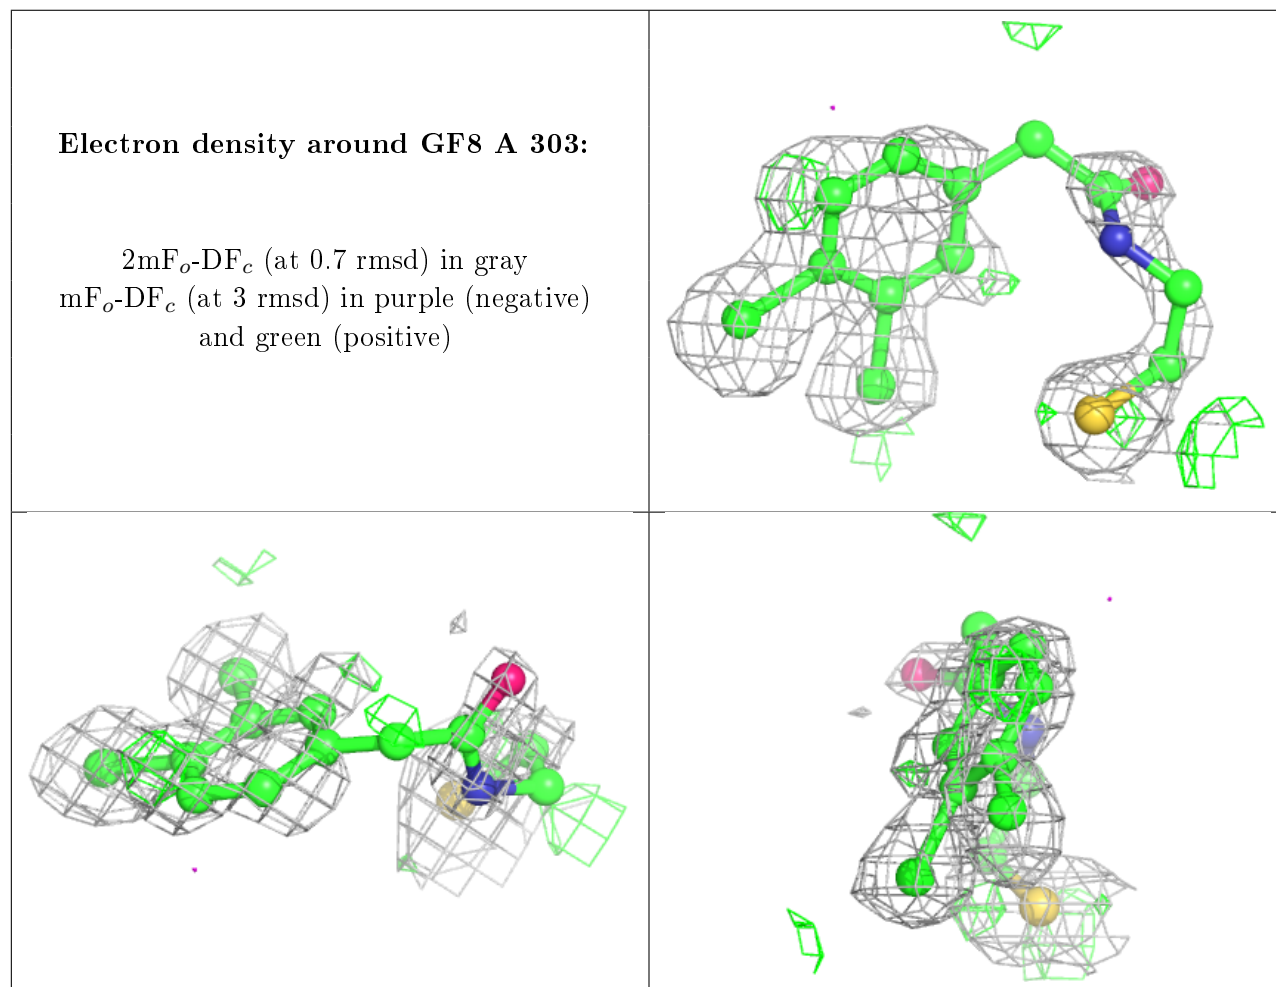 Electron density around GF8 A 303:
2mFo-DFc (at 0.7 rmsd) in gray
mFo-DFc (at 3 rmsd) in purple (negative)
and green (positive)